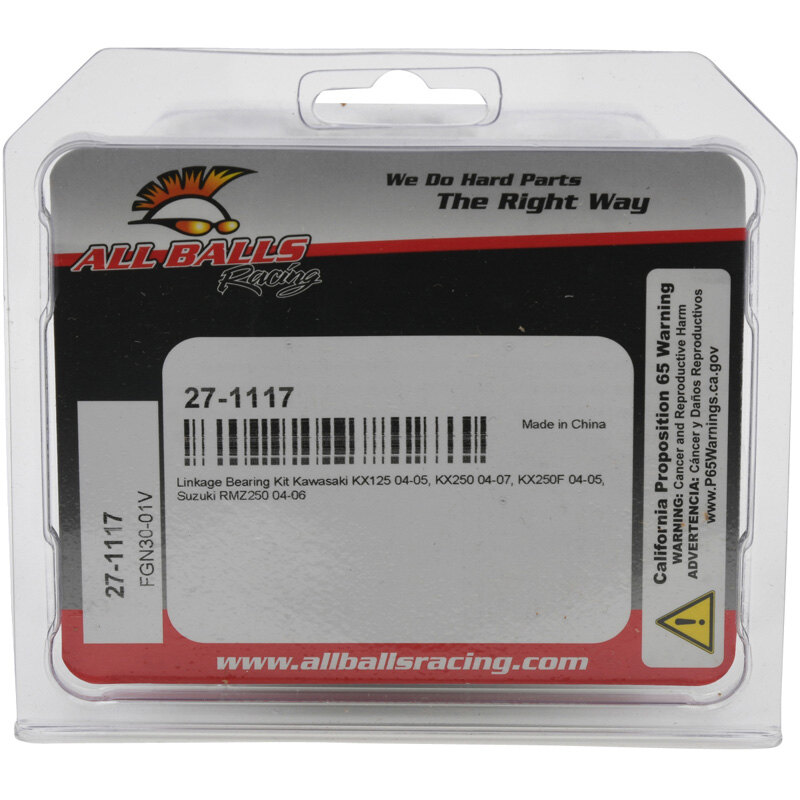 We Do Hard Parts
The Right Way
ALL BALLS
Racing
27-1117
Made in China
Linkage Bearing Kit Kawasaki KX125 04-05, KX250 04-07, KX250F 04-05,
Suzuki RMZ250 04-06
27-1117
FGN30-01V
California Proposition 65 Warning
WARNING: Cancer and Reproductive Harm
ADVERTENCIA: Cáncer y Daños Reproductivos
www.P65Warnings.ca.gov
www.allballsracing.com